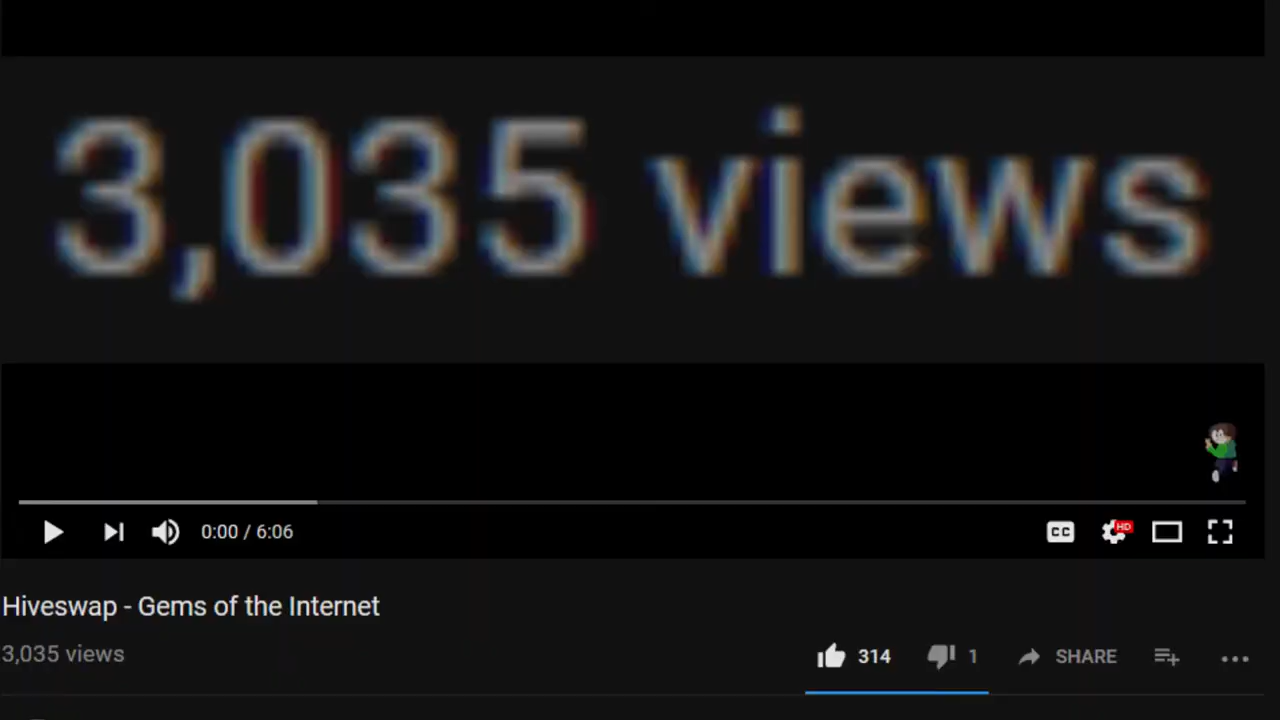 3,035 views
0:00 / 6:06
CC
HD
Hiveswap - Gems of the Internet
3,035 views
314
1
SHARE